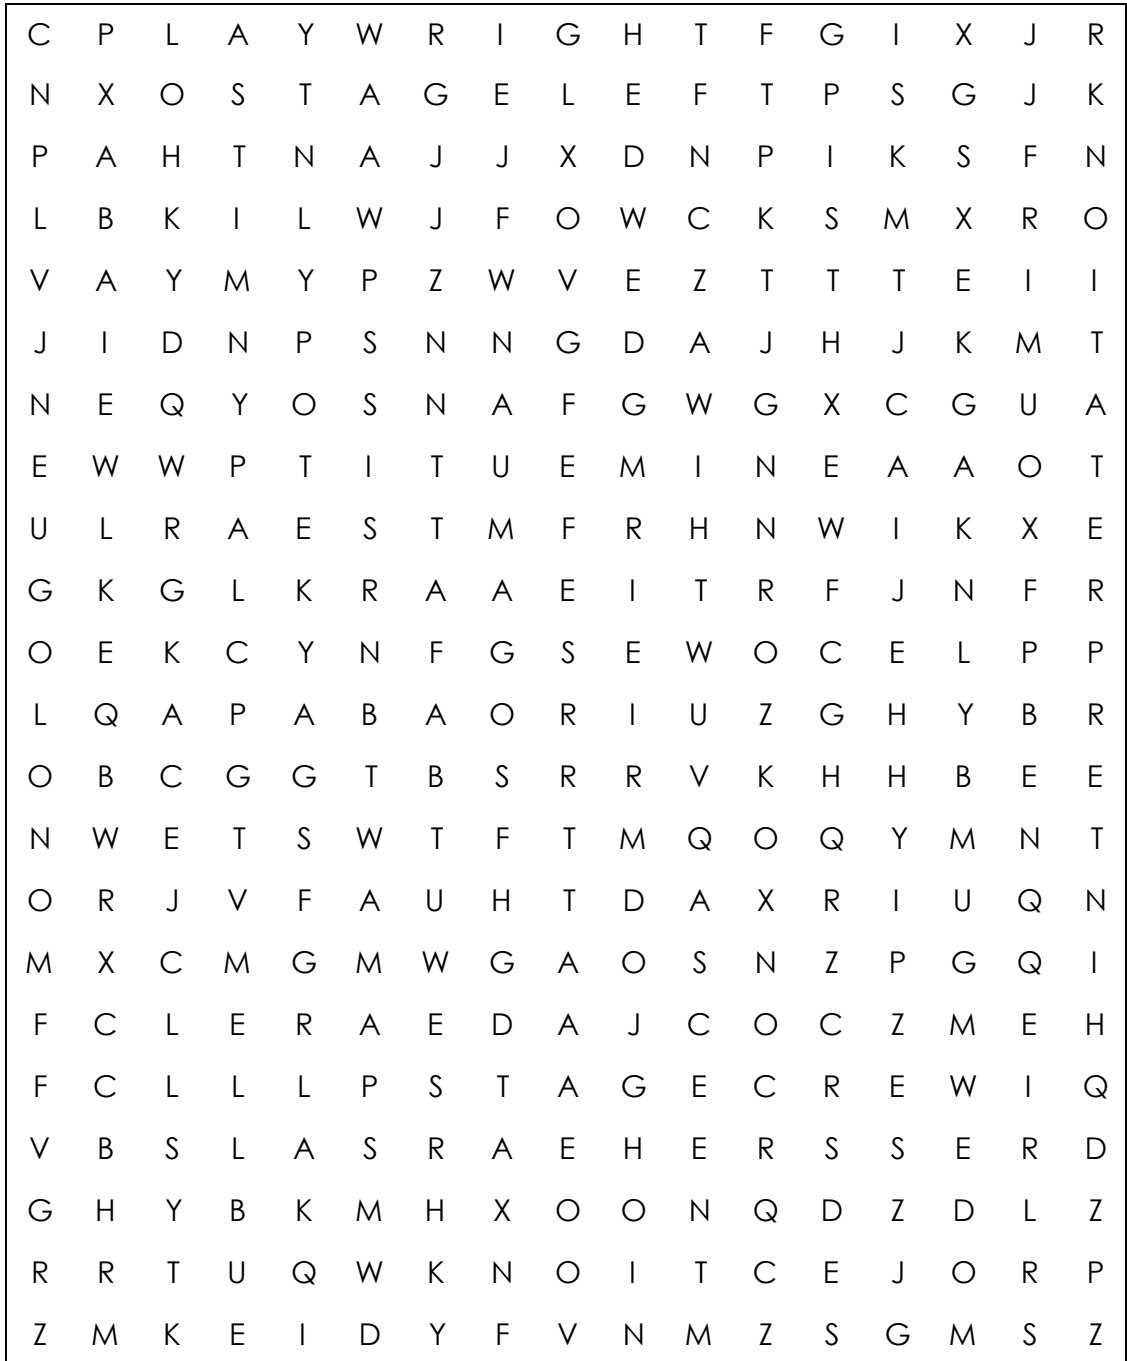 C P L A Y W R I G H T F G I X J R
N X O S T A G E L E F T P S G J K
P A H T N A J J X D N P I K S F N
L B K I L W J F O W C K S M X R O
V A Y M Y P Z W V E Z T T T E I I
J I D N P S N N G D A J H J K M T
N E Q Y O S N A F G W G X C G U A
E W W P T I T U E M I N E A A O T
U L R A E S T M F R H N W I K X E
G K G L K R A A E I T R F J N F R
O E K C Y N F G S E W O C E L P P
L Q A P A B A O R I U Z G H Y B R
O B C G G T B S R R V K H H B E E
N W E T S W T F T M Q O Q Y M N T
O R J V F A U H T D A X R I U Q N
M X C M G M W G A O S N Z P G Q I
F C L E R A E D A J C O C Z M E H
F C L L L P S T A G E C R E W I Q
V B S L A S R A E H E R S S E R D
G H Y B K M H X O O N Q D Z D L Z
R R T U Q W K N O I T C E J O R P
Z M K E I D Y F V N M Z S G M S Z